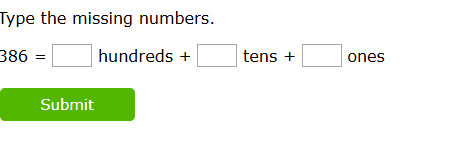 Type the missing numbers.
386 = hundreds + tens + ones
Submit